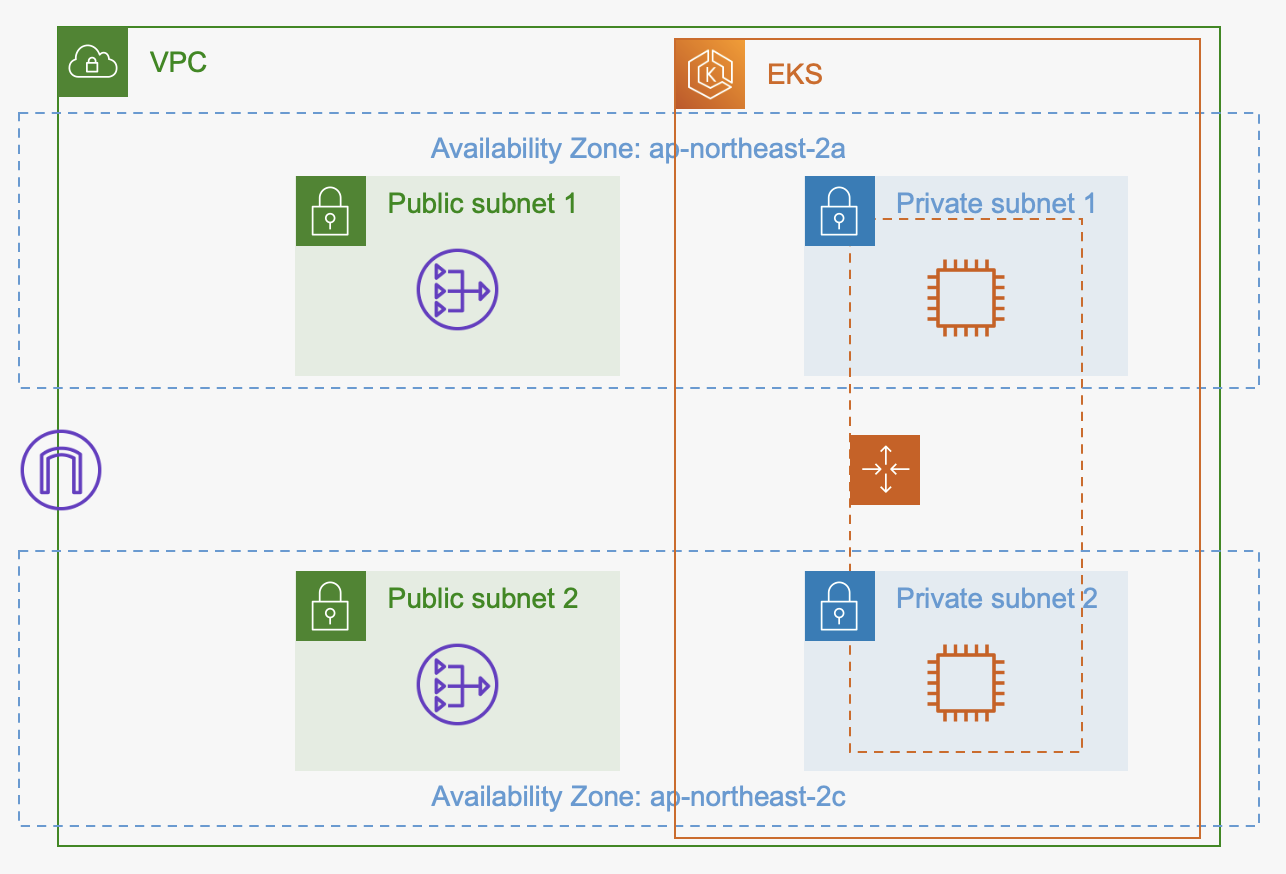 VPC
EKS
Availability Zone: ap-northeast-2a
Public subnet 1
Private subnet 1
Public subnet 2
Private subnet 2
Availability Zone: ap-northeast-2c